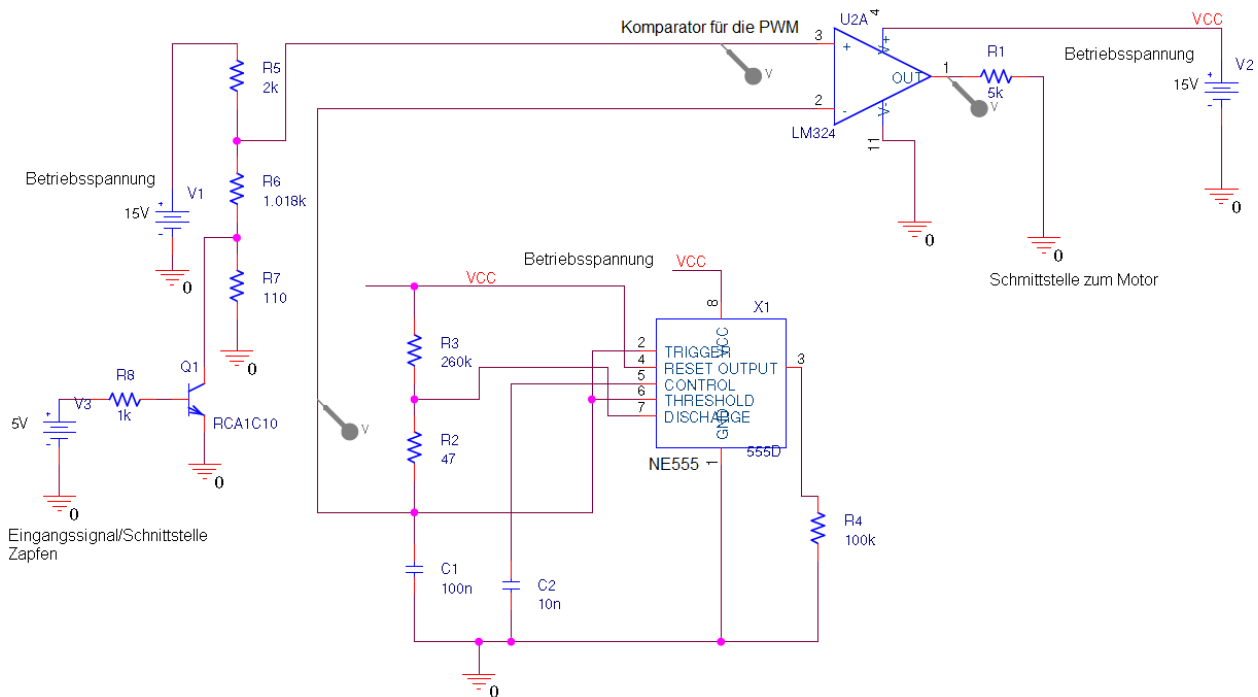 Komparator für die PWM
U2A
4
VCC
3
+
V+
R1
1
OUT
5k
2
-
V-
LM324
11
0
0
Betriebsspannung
V2
+
15V
-
0
Schmittstelle zum Motor
R5
2k
Betriebsspannung
V1
+
15V
-
0
R6
1.018k
R7
110
0
Q1
R8
1k
RCA1C10
0
V3
+
5V
-
0
Eingangssignal/Schnittstelle
Zapfen
V
V
V
Betriebsspannung
VCC
VCC
8
X1
R3
260k
2
TRIGGER
VCC
4
RESET OUTPUT
3
5
CONTROL
6
THRESHOLD
7
DISCHARGE
GND
R2
47
NE555
1
555D
R4
100k
C1
100n
C2
10n
0